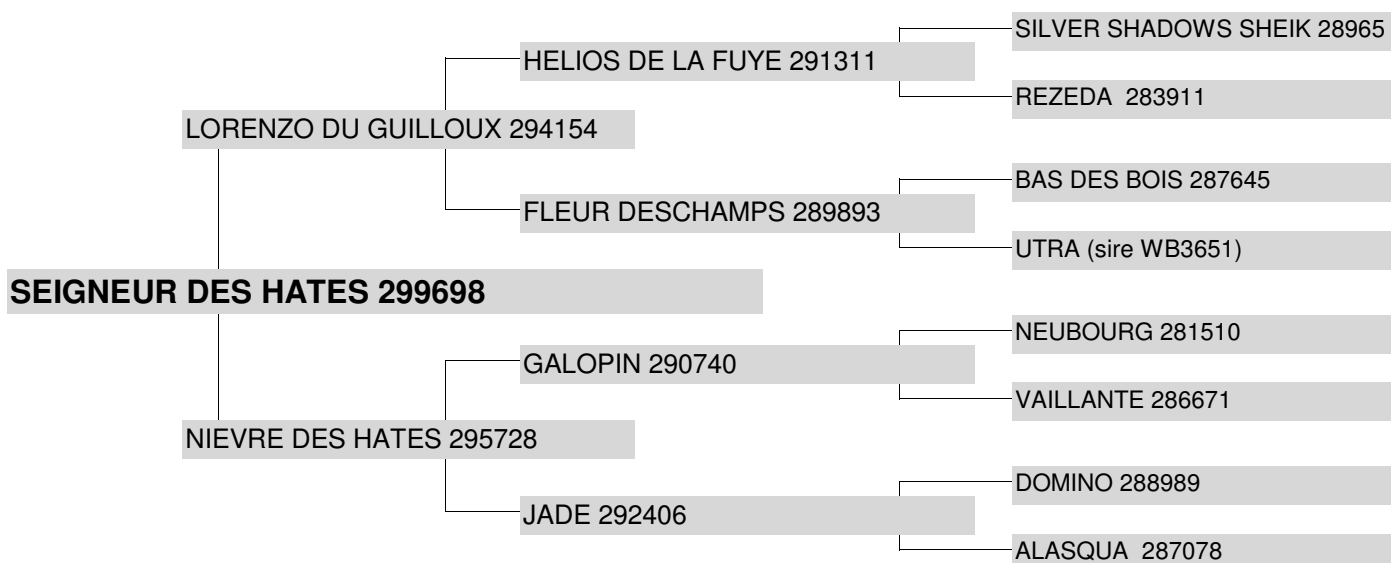 SILVER SHADOWS SHEIK 28965
HELIOS DE LA FUYE 291311
REZEDA 283911
LORENZO DU GUILLOUX 294154
BAS DES BOIS 287645
FLEUR DESCHAMPS 289893
UTRA (sire WB3651)
SEIGNEUR DES HATES 299698
NEUBOURG 281510
GALOPIN 290740
VAILLANTE 286671
NIEVRE DES HATES 295728
DOMINO 288989
JADE 292406
ALASQUA 287078